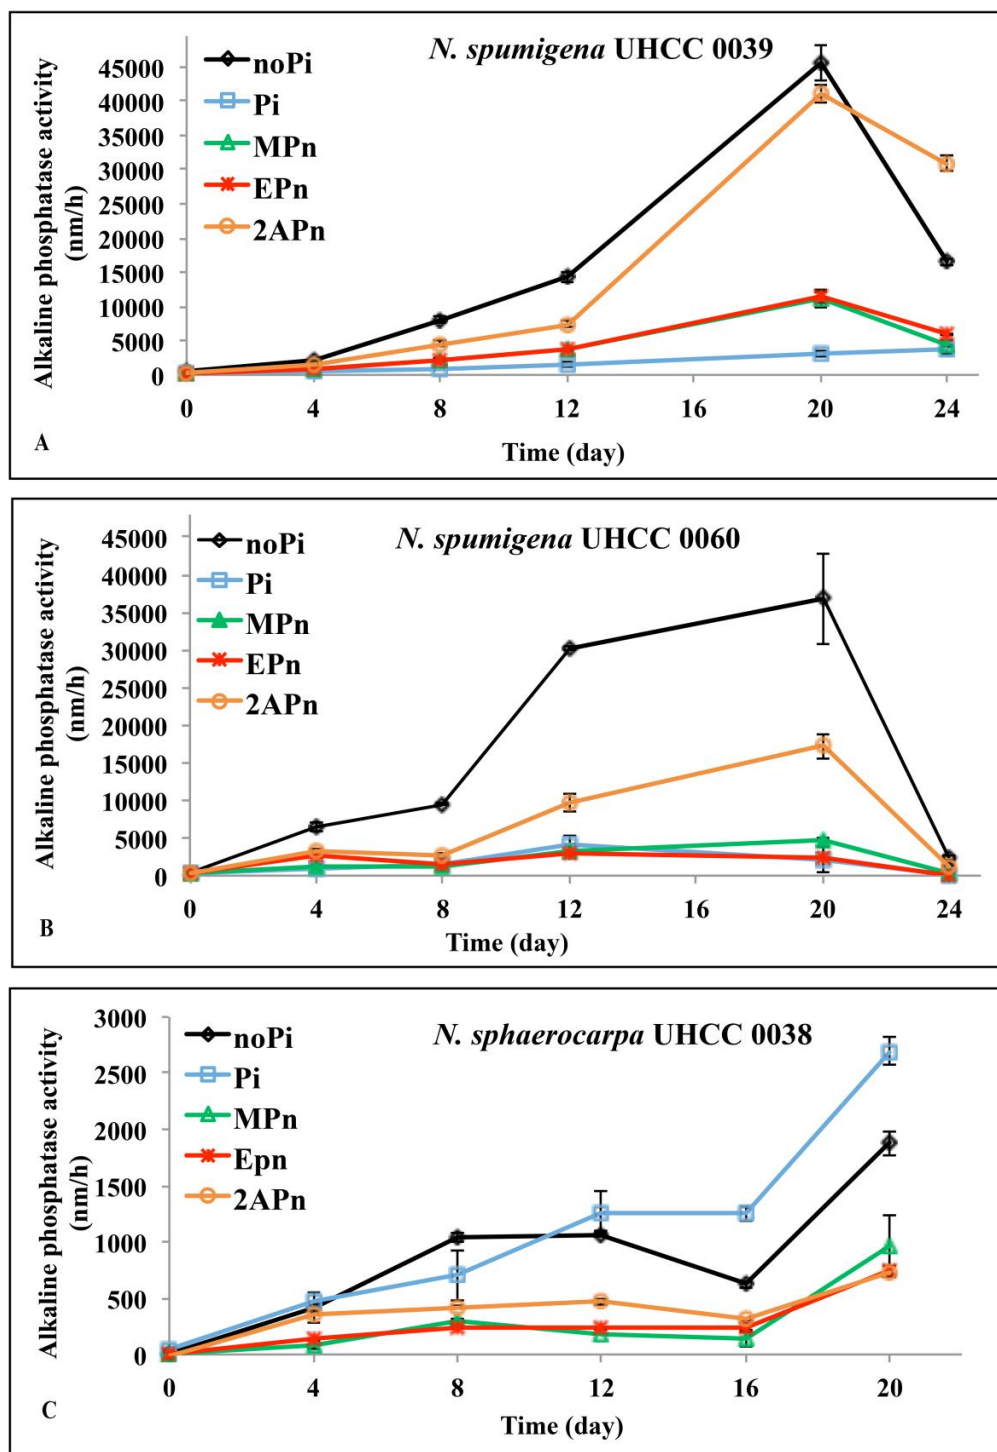 N. spumigena UHCC 0039
noPi
Pi
MPn
EPn
2APn
Alkaline phosphatase activity
(nm/h)
45000
40000
35000
30000
25000
20000
15000
10000
5000
0
0 4 8 12 16 20 24
Time (day)
A
N. spumigena UHCC 0060
noPi
Pi
MPn
EPn
2APn
Alkaline phosphatase activity
(nm/h)
45000
40000
35000
30000
25000
20000
15000
10000
5000
0
0 4 8 12 16 20 24
Time (day)
B
N. sphaerocarpa UHCC 0038
noPi
Pi
MPn
Epn
2APn
Alkaline phosphatase activity
(nm/h)
3000
2500
2000
1500
1000
500
0
0 4 8 12 16 20
Time (day)
C